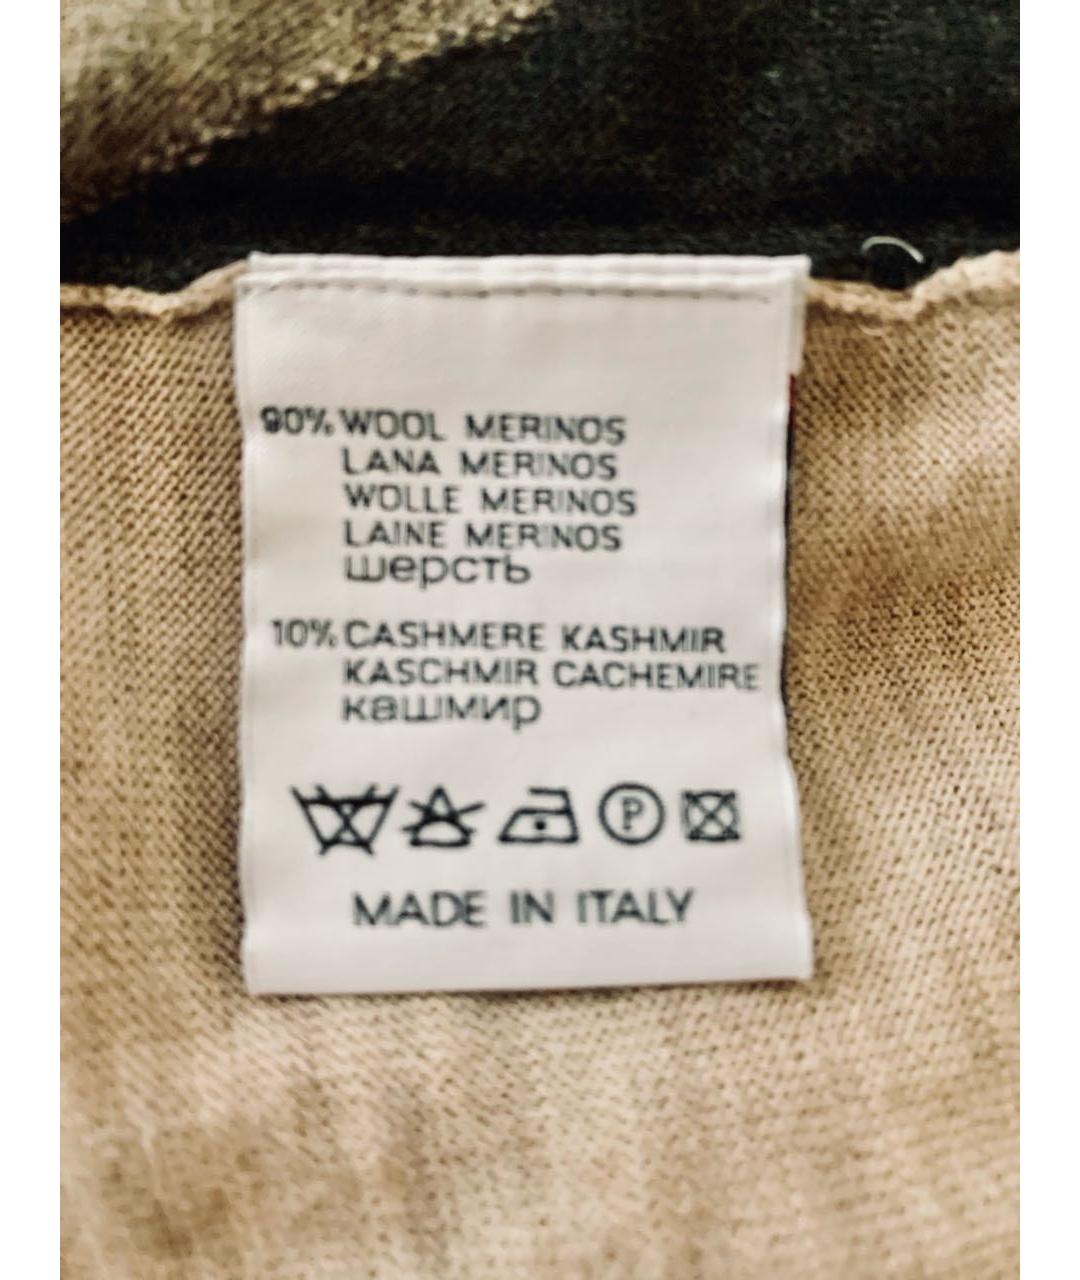 90% WOOL MERINOS
LANA MERINOS
WOLLE MERINOS
LAINE MERINOS
шерсть
10% CASHMERE KASHMIR
KASCHMIR CACHEMIRE
кашмир
P
MADE IN ITALY